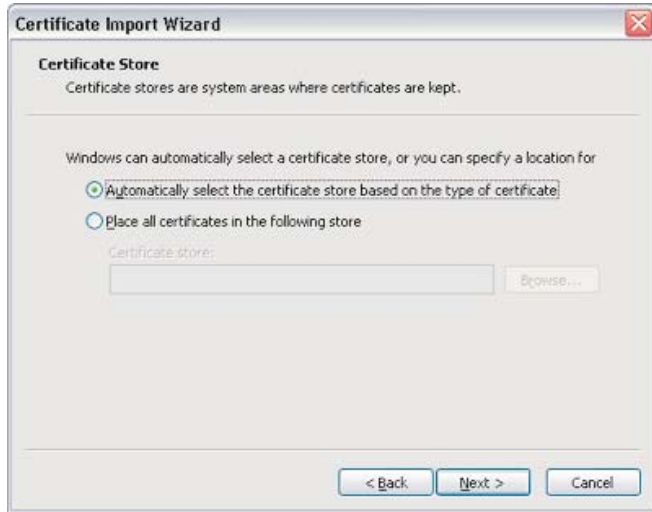 Certificate Import Wizard
Certificate Store
Certificate stores are system areas where certificates are kept.
Windows can automatically select a certificate store, or you can specify a location for
Automatically select the certificate store based on the type of certificate
Place all certificates in the following store
Certificate store:
Browse...
< Back
Next >
Cancel